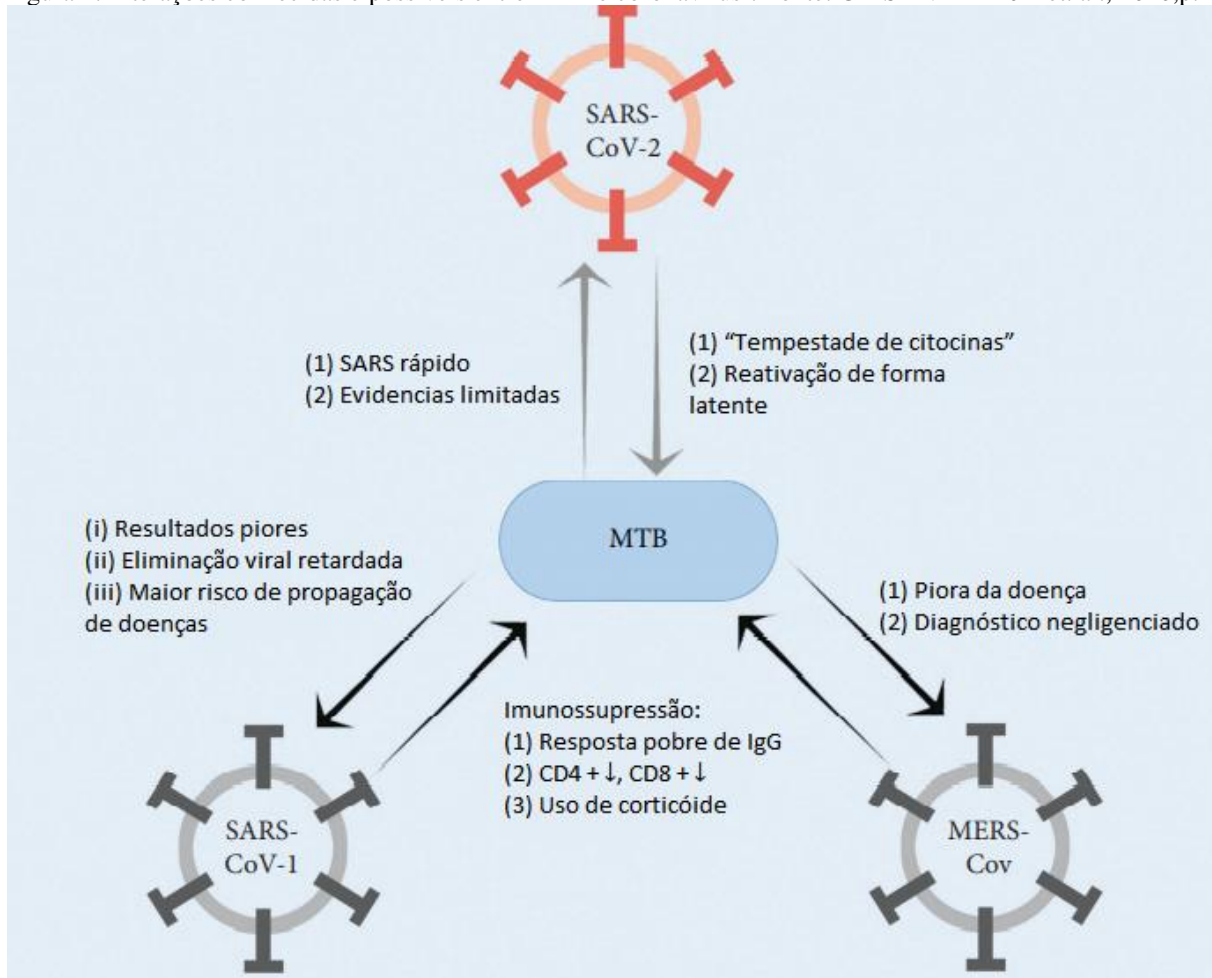 SARS-
CoV-2
(1) SARS rápido
(2) Evidencias limitadas
(1) “Tempestade de citocinas”
(2) Reativação de forma
latente
MTB
(i) Resultados piores
(ii) Eliminação viral retardada
(iii) Maior risco de propagação
de doenças
(1) Piora da doença
(2) Diagnóstico negligenciado
Imunossupressão:
(1) Resposta pobre de IgG
(2) CD4 +↓, CD8 +↓
(3) Uso de corticóide
SARS-
CoV-1
MERS-
Cov